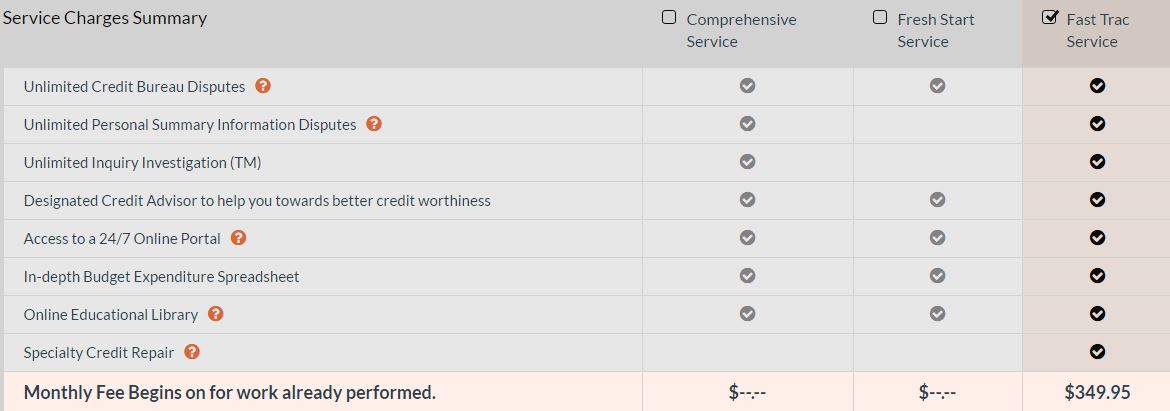 Service Charges Summary
Comprehensive Service
Fresh Start Service
Fast Trac Service
Unlimited Credit Bureau Disputes ?
Unlimited Personal Summary Information Disputes ?
Unlimited Inquiry Investigation (TM)
Designated Credit Advisor to help you towards better credit worthiness
Access to a 24/7 Online Portal ?
In-depth Budget Expenditure Spreadsheet
Online Educational Library ?
Specialty Credit Repair ?
Monthly Fee Begins on for work already performed. $--.-- $--.-- $349.95